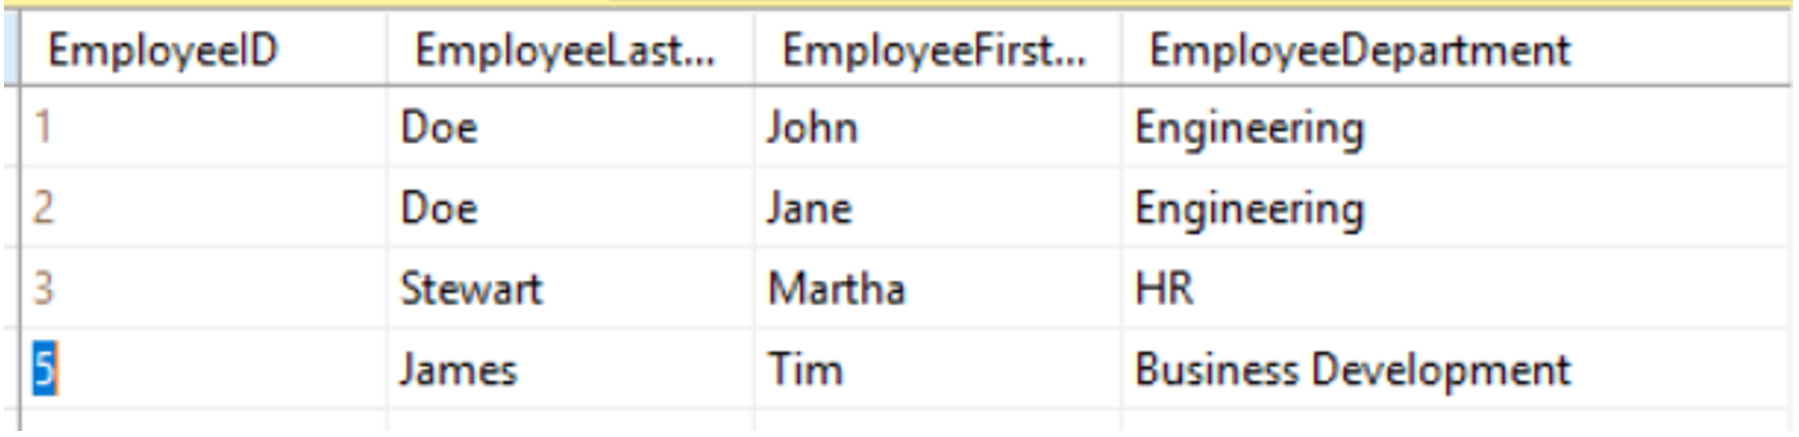 EmployeeID EmployeeLast... EmployeeFirst... EmployeeDepartment
1 Doe John Engineering
2 Doe Jane Engineering
3 Stewart Martha HR
5 James Tim Business Development